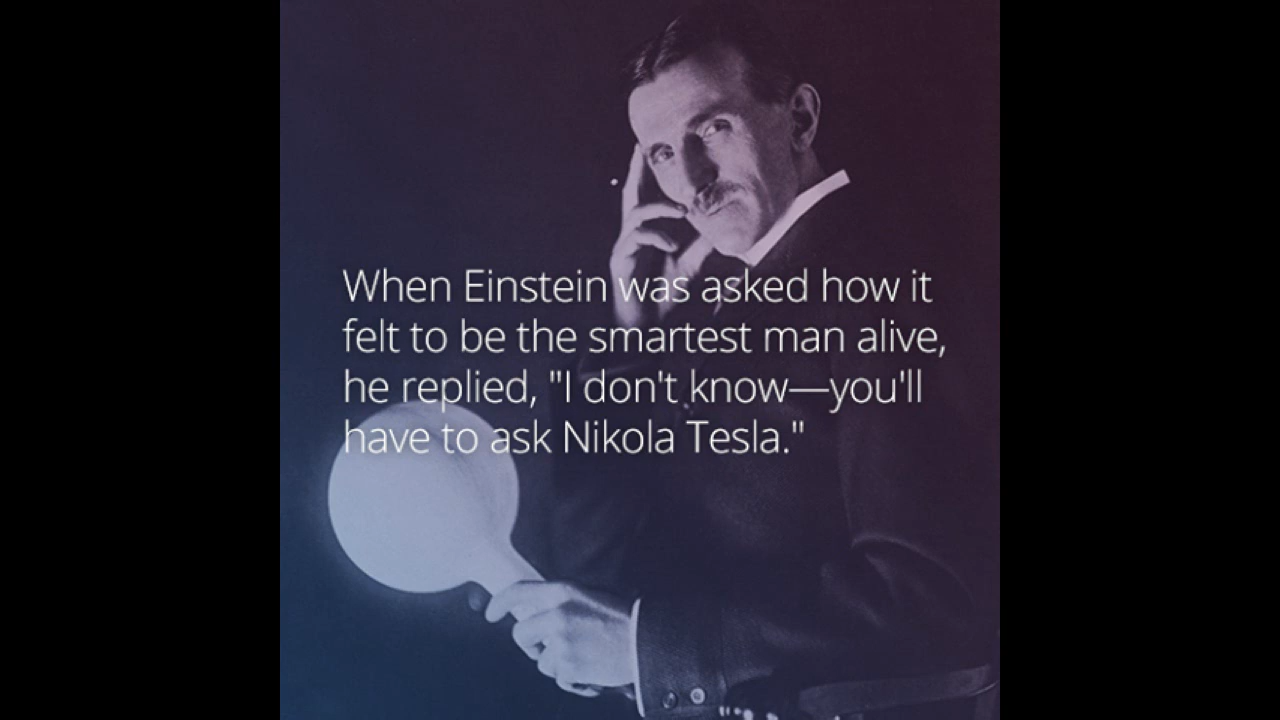 When Einstein was asked how it
felt to be the smartest man alive,
he replied, "I don't know—you'll
have to ask Nikola Tesla."